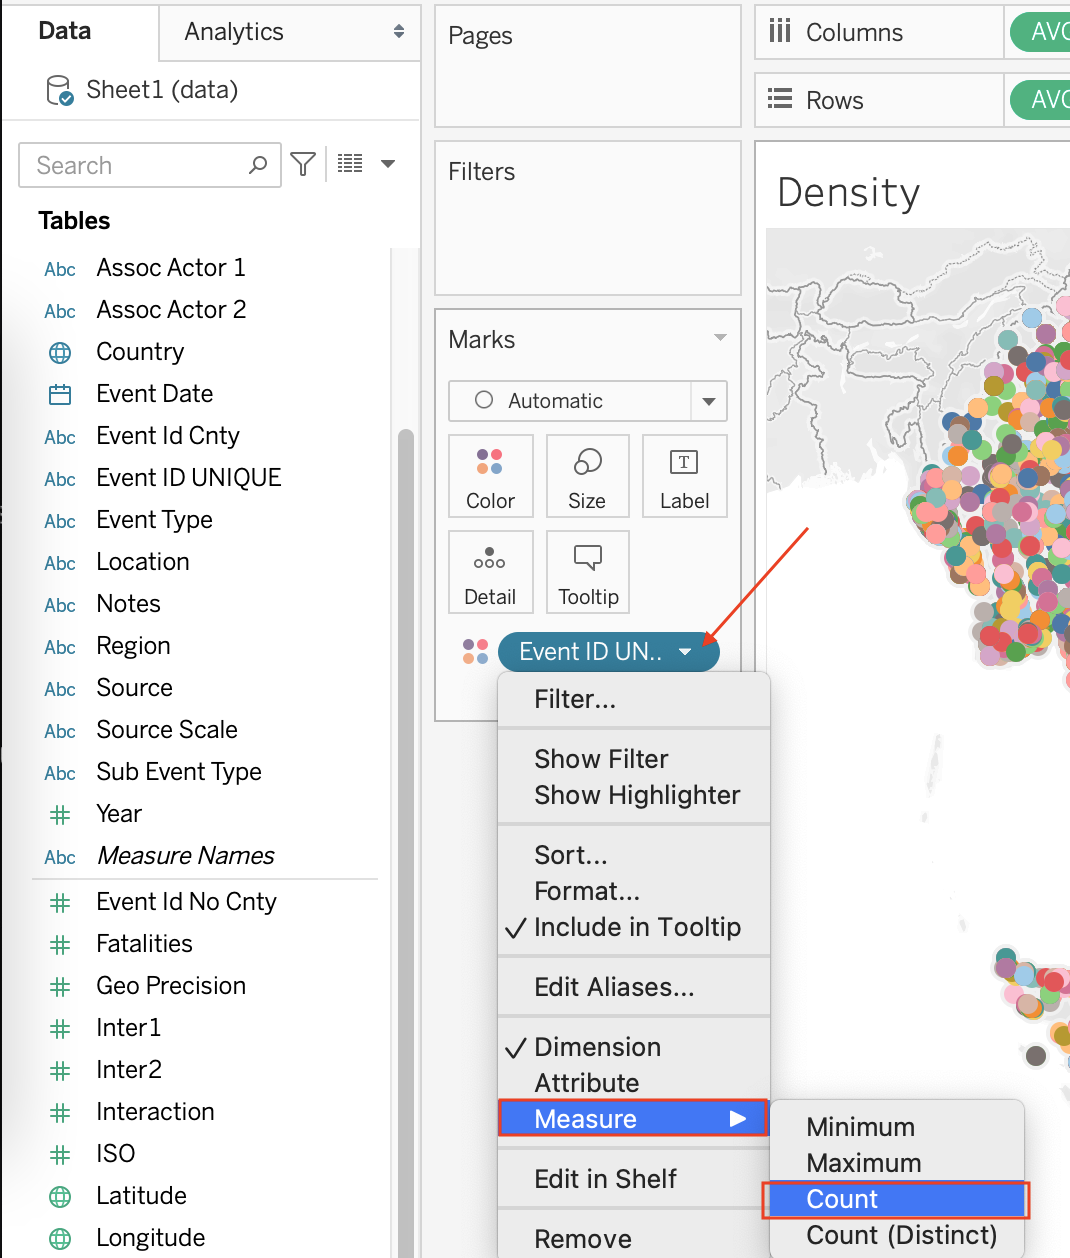 Data
Analytics
Sheet1 (data)
Search
Tables
Abc Assoc Actor 1
Abc Assoc Actor 2
Country
Event Date
Abc Event Id Cnty
Abc Event ID UNIQUE
Abc Event Type
Abc Location
Abc Notes
Abc Region
Abc Source
Abc Source Scale
Abc Sub Event Type
# Year
Abc Measure Names
# Event Id No Cnty
# Fatalities
# Geo Precision
# Inter1
# Inter2
# Interaction
# ISO
Latitude
Longitude
Pages
Filters
Marks
Automatic
Color
Size
T
Label
Detail
Tooltip
Event ID UN..
Filter...
Show Filter
Show Highlighter
Sort...
Format...
✓ Include in Tooltip
Edit Aliases...
✓ Dimension
Attribute
Measure ▶
Edit in Shelf
Remove
Minimum
Maximum
Count
Count (Distinct)
Columns
Rows
Density